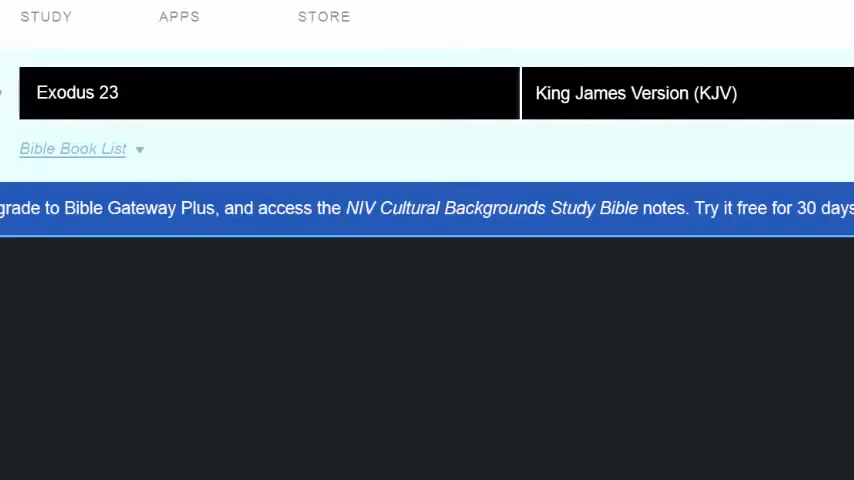 STUDY APPS STORE
Exodus 23 King James Version (KJV)
Bible Book List
grade to Bible Gateway Plus, and access the NIV Cultural Backgrounds Study Bible notes. Try it free for 30 days